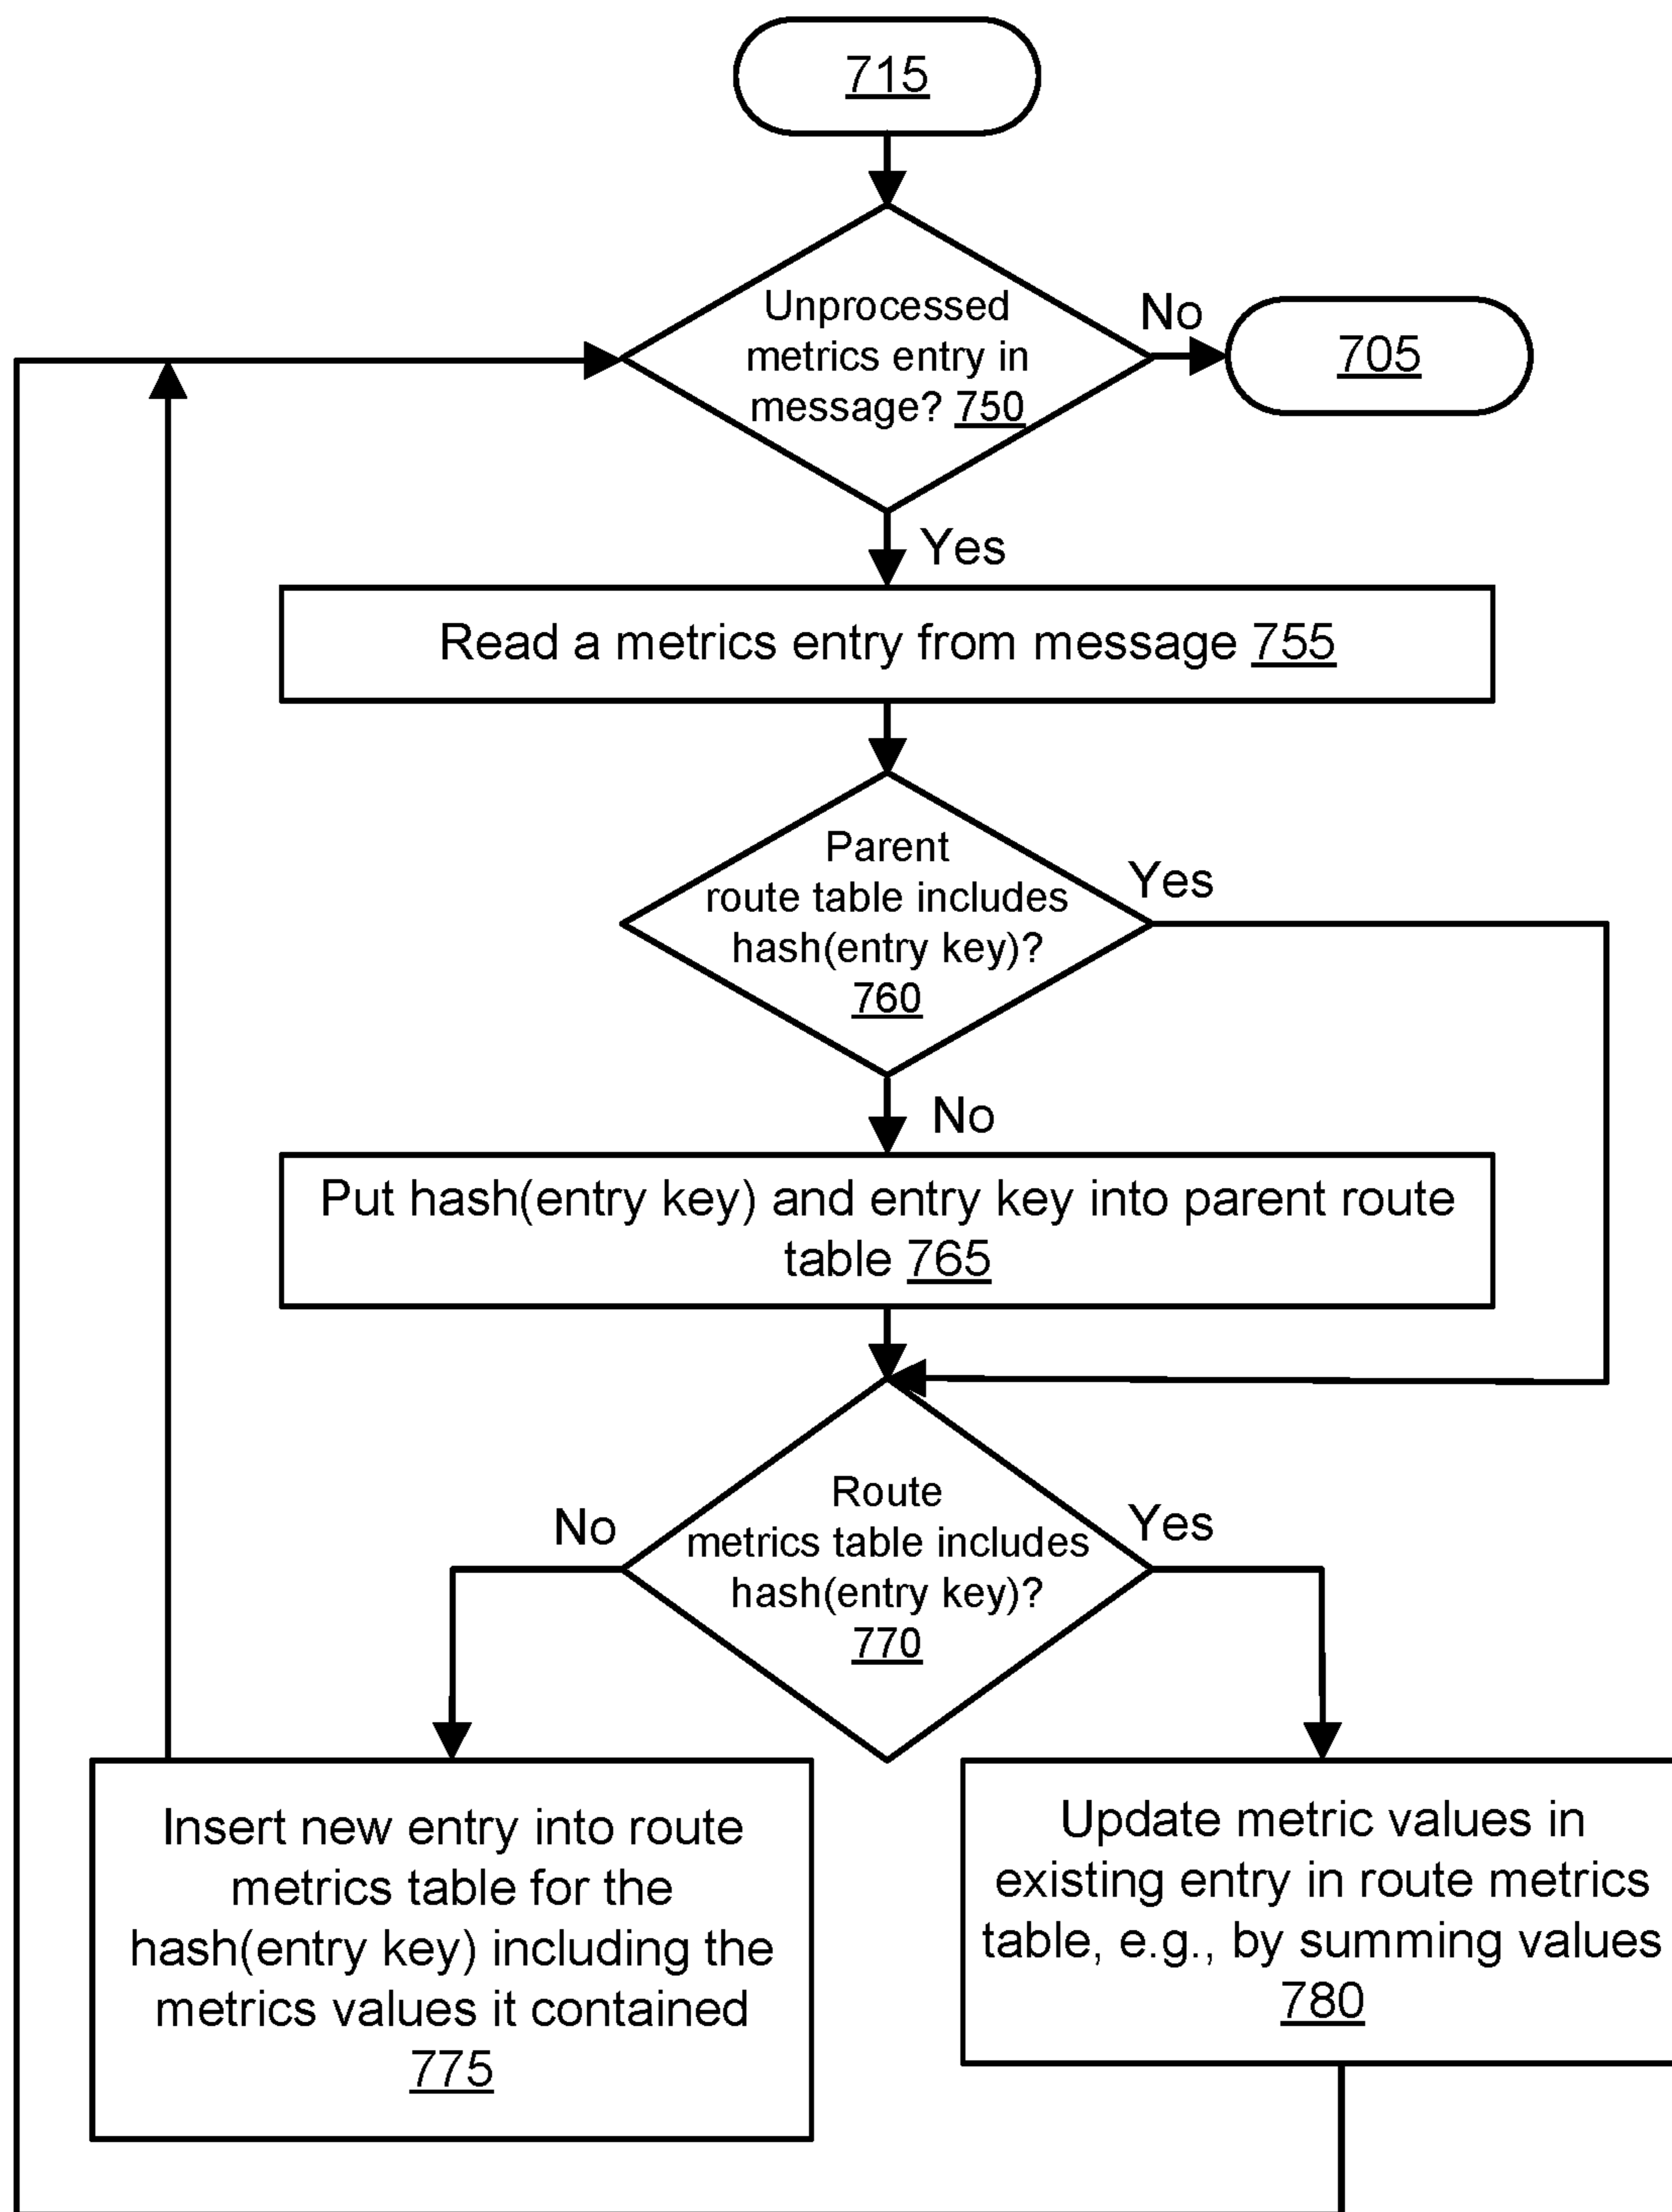 715
Unprocessed
metrics entry in
message? 750
No
705
Yes
Read a metrics entry from message 755
Parent
route table includes
hash(entry key)?
760
Yes
No
Put hash(entry key) and entry key into parent route
table 765
Route
metrics table includes
hash(entry key)?
770
No
Yes
Insert new entry into route
metrics table for the
hash(entry key) including the
metrics values it contained
775
Update metric values in
existing entry in route metrics
table, e.g., by summing values
780